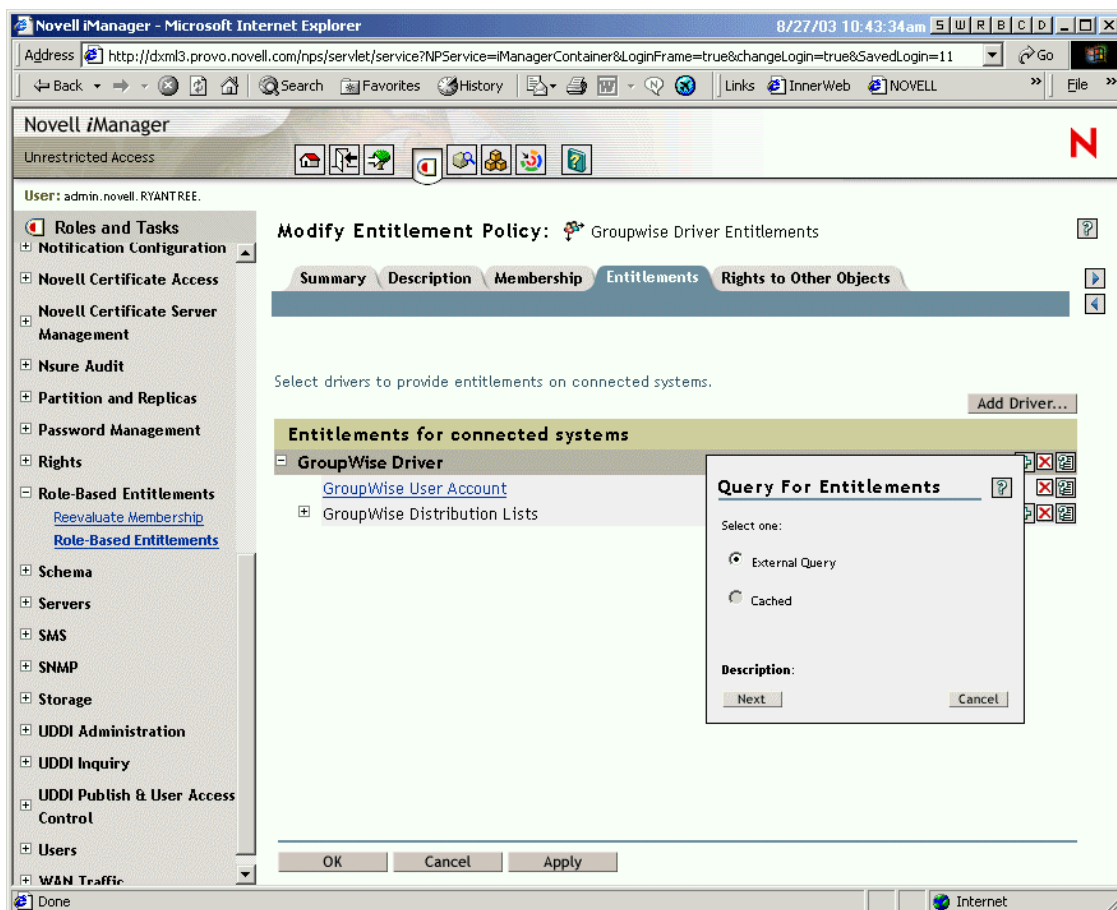 Novell iManager - Microsoft Internet Explorer
8/27/03 10:43:34am S W R B C D
Address http://dxml3.provo.novell.com/nps/servlet/service?NPService=iManagerContainer&LoginFrame=true&changeLogin=true&SavedLogin=11 Go
Back Search Favorites History Links InnerWeb NOVELL » File »
Novell iManager
Unrestricted Access
N
User: admin.novell.RYANTREE.
Roles and Tasks
Notification Configuration
Novell Certificate Access
Novell Certificate Server
Management
Nsure Audit
Partition and Replicas
Password Management
Rights
Role-Based Entitlements
Reevaluate Membership
Role-Based Entitlements
Schema
Servers
SMS
SNMP
Storage
UDDI Administration
UDDI Inquiry
UDDI Publish & User Access
Control
Users
WAN Traffic
Modify Entitlement Policy: Groupwise Driver Entitlements
Summary Description Membership Entitlements Rights to Other Objects
Select drivers to provide entitlements on connected systems.
Add Driver...
Entitlements for connected systems
GroupWise Driver
GroupWise User Account
GroupWise Distribution Lists
Query For Entitlements
Select one:
External Query
Cached
Description:
Next Cancel
OK Cancel Apply
Done Internet